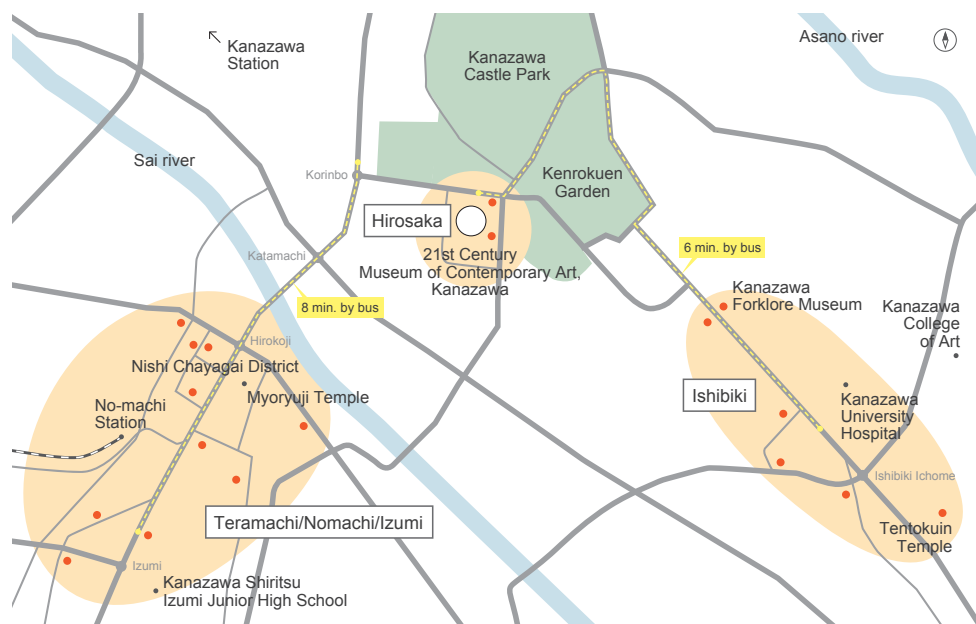 Kanazawa
Station
Asano river
Kanazawa
Castle Park
Sai river
Korinbo
Kenrokuen
Garden
Hirosaka
21st Century
Museum of Contemporary Art,
Kanazawa
Katamachi
6 min. by bus
8 min. by bus
Kanazawa
Forklore Museum
Kanazawa
College
of Art
Hirokoji
Nishi Chayagai District
Myoryuji Temple
No-machi
Station
Ishibiki
Kanazawa
University
Hospital
Ishibiki Ichome
Teramachi/Nomachi/Izumi
Tentokuin
Temple
Izumi
Kanazawa Shiritsu
Izumi Junior High School